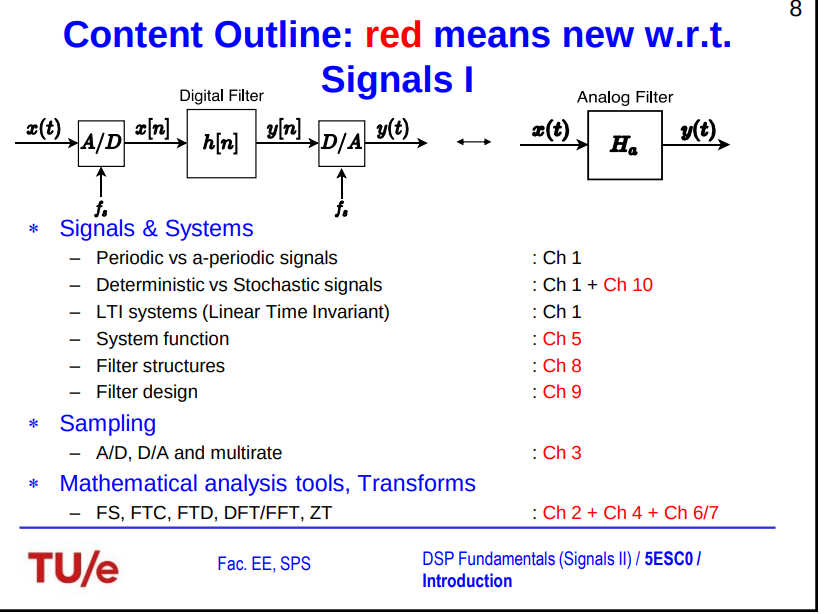 8
Content Outline: red means new w.r.t.
Signals I
Digital Filter
Analog Filter
x(t) A/D x[n] h[n] y[n] D/A y(t) ↔ x(t) Hₐ y(t)
fₛ fₛ
* Signals & Systems
– Periodic vs a-periodic signals : Ch 1
– Deterministic vs Stochastic signals : Ch 1 + Ch 10
– LTI systems (Linear Time Invariant) : Ch 1
– System function : Ch 5
– Filter structures : Ch 8
– Filter design : Ch 9
* Sampling
– A/D, D/A and multirate : Ch 3
* Mathematical analysis tools, Transforms
– FS, FTC, FTD, DFT/FFT, ZT : Ch 2 + Ch 4 + Ch 6/7
TU/e
Fac. EE, SPS
DSP Fundamentals (Signals II) / 5ESC0 /
Introduction